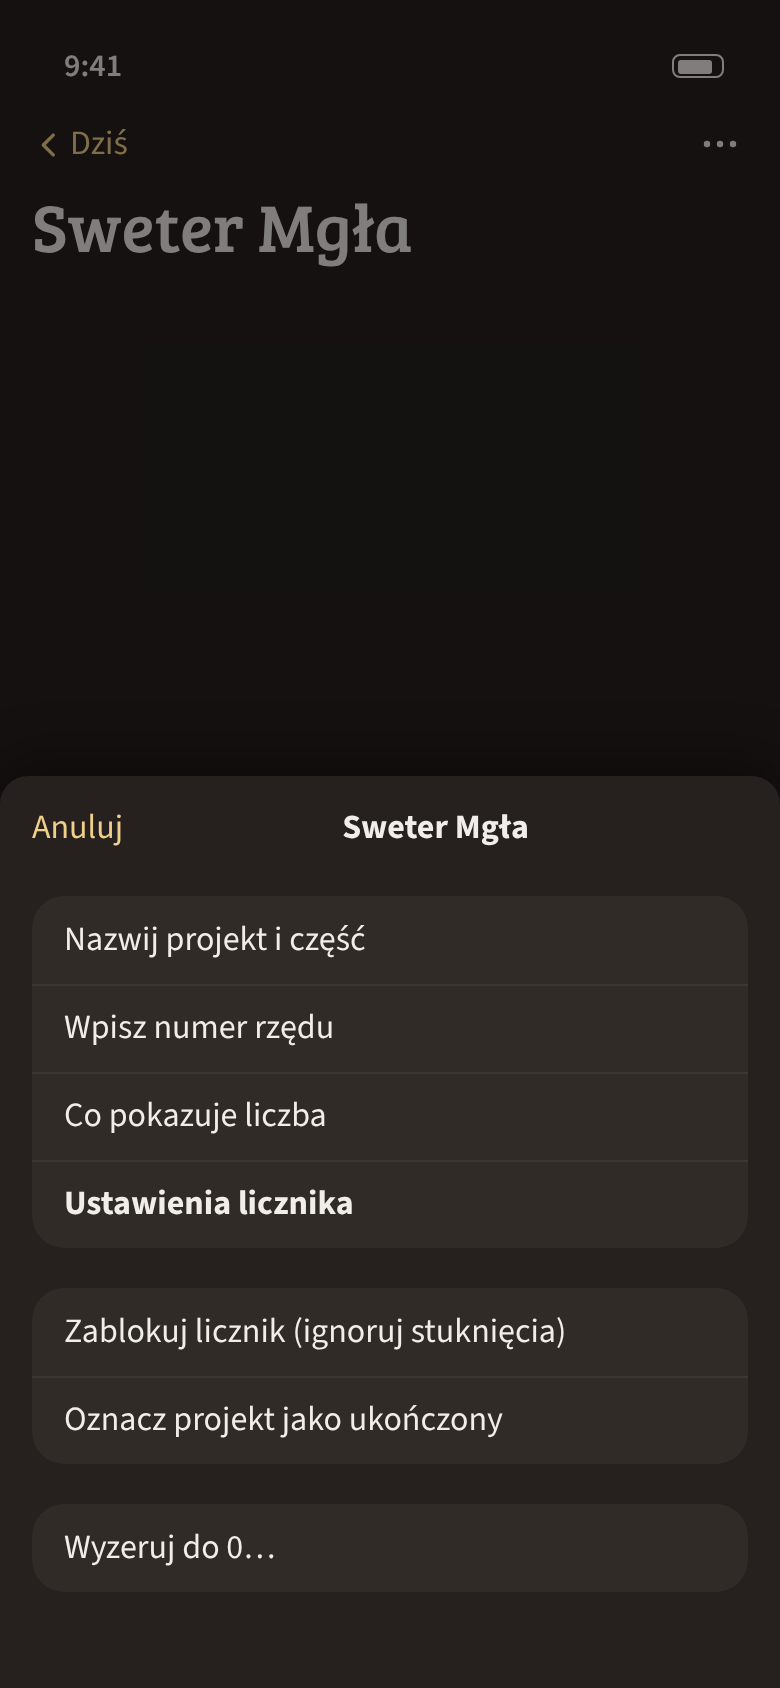 9:41
Dziś
Sweter Mgła
Anuluj
Sweter Mgła
Nazwij projekt i część
Wpisz numer rzędu
Co pokazuje liczba
Ustawienia licznika
Zablokuj licznik (ignoruj stuknięcia)
Oznacz projekt jako ukończony
Wyzeruj do 0…